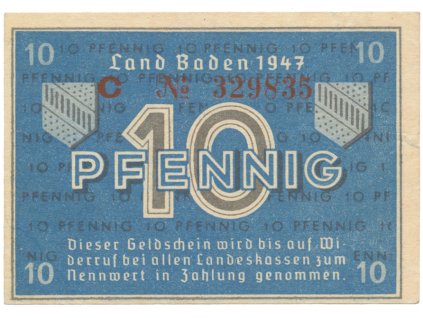 10 10
Land Baden 1947
C № 329835
10
PFENNIG
Dieser Geldschein wird bis auf Wi-
derruf bei allen Landeskassen zum
10 Nennwert in Zahlung genommen. 10